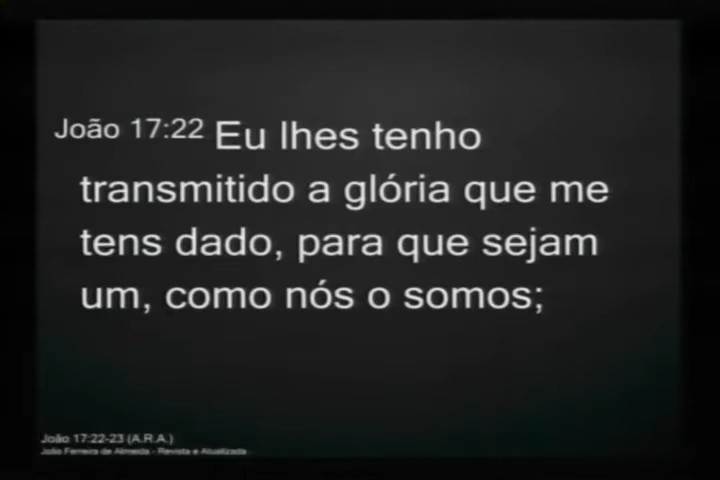 João 17:22 Eu lhes tenho
transmitido a glória que me
tens dado, para que sejam
um, como nós o somos;
João 17:22-23 (A.R.A.)
João Ferreira de Almeida - Revista e Atualizada